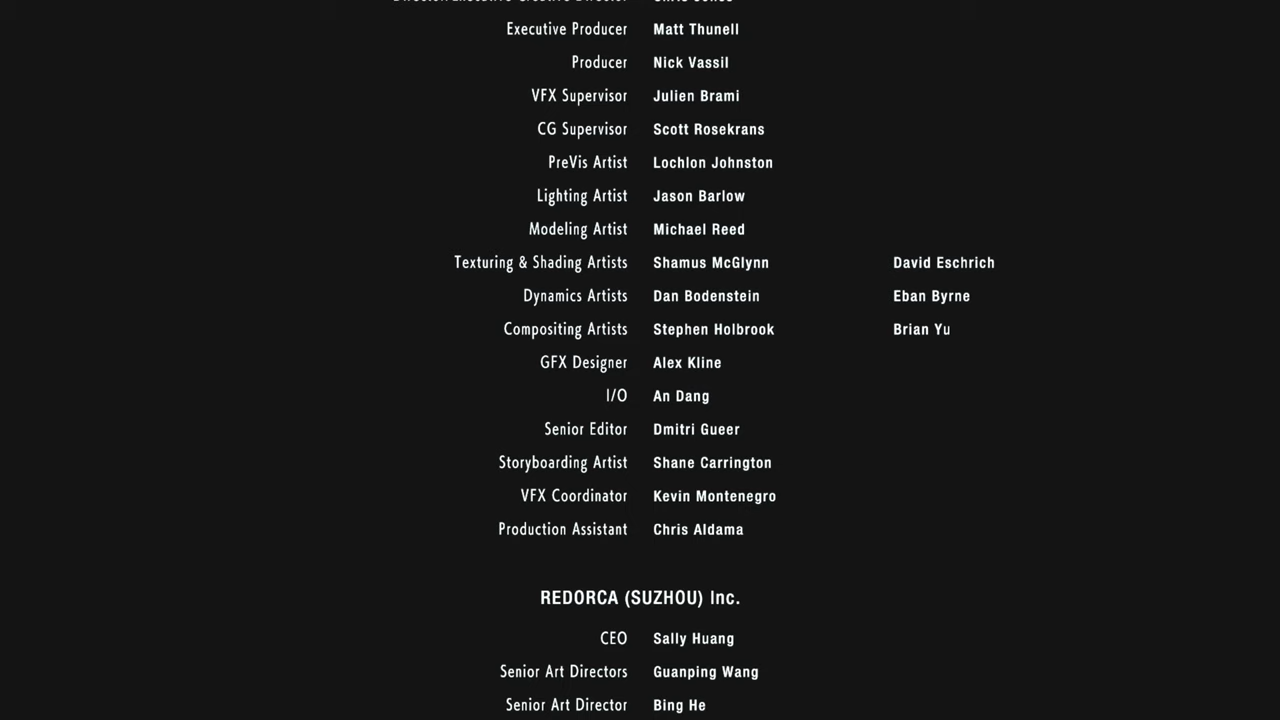 Executive Producer Matt Thunell
Producer Nick Vassil
VFX Supervisor Julien Brami
CG Supervisor Scott Rosekrans
PreVis Artist Lochlon Johnston
Lighting Artist Jason Barlow
Modeling Artist Michael Reed
Texturing & Shading Artists Shamus McGlynn David Eschrich
Dynamics Artists Dan Bodenstein Eban Byrne
Compositing Artists Stephen Holbrook Brian Yu
GFX Designer Alex Kline
I/O An Dang
Senior Editor Dmitri Gueer
Storyboarding Artist Shane Carrington
VFX Coordinator Kevin Montenegro
Production Assistant Chris Aldama
REDORCA (SUZHOU) Inc.
CEO Sally Huang
Senior Art Directors Guanping Wang
Senior Art Director Bing He